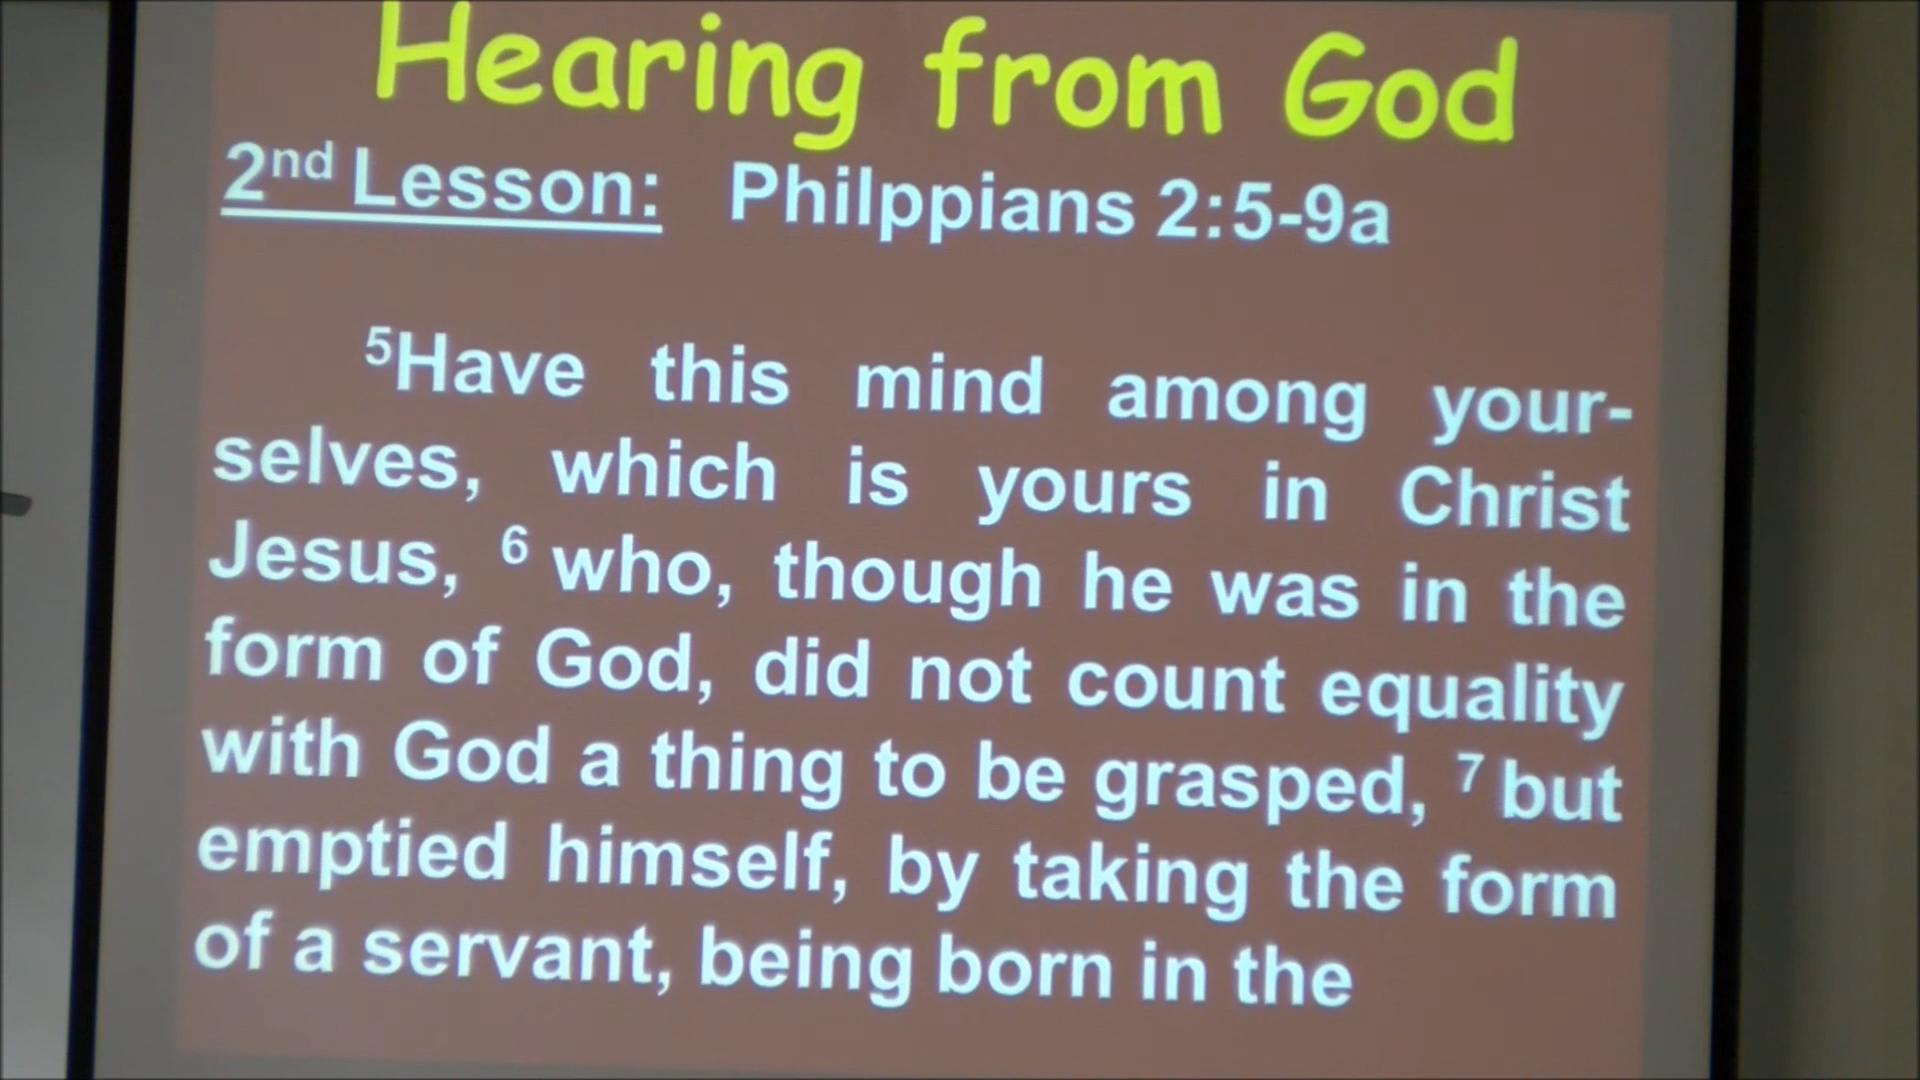 Hearing from God
2nd Lesson: Philppians 2:5-9a
5Have this mind among your-
selves, which is yours in Christ
Jesus, 6 who, though he was in the
form of God, did not count equality
with God a thing to be grasped, 7 but
emptied himself, by taking the form
of a servant, being born in the